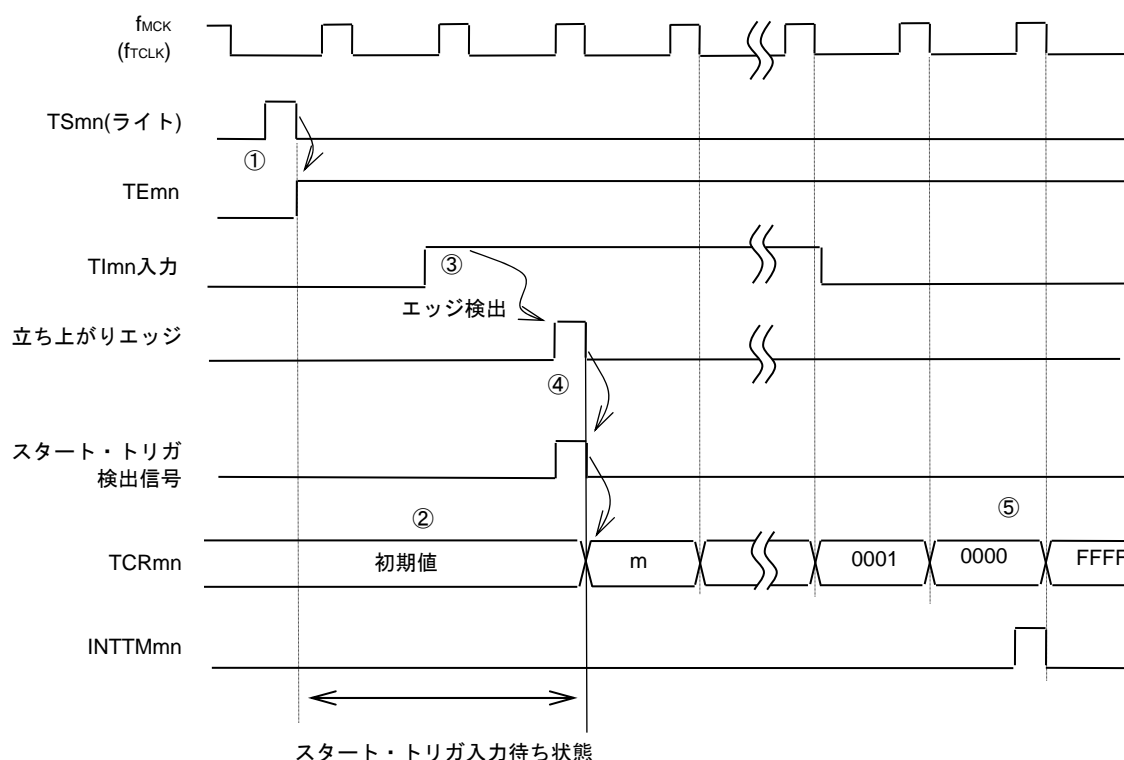 fMCK
(fTCLK)
TSmn(ライト)
①
TEmn
TImn入力
③
エッジ検出
立ち上がりエッジ
④
スタート・トリガ
検出信号
②
⑤
TCRmn
初期値
m
0001
0000
FFFF
INTTMmn
スタート・トリガ入力待ち状態